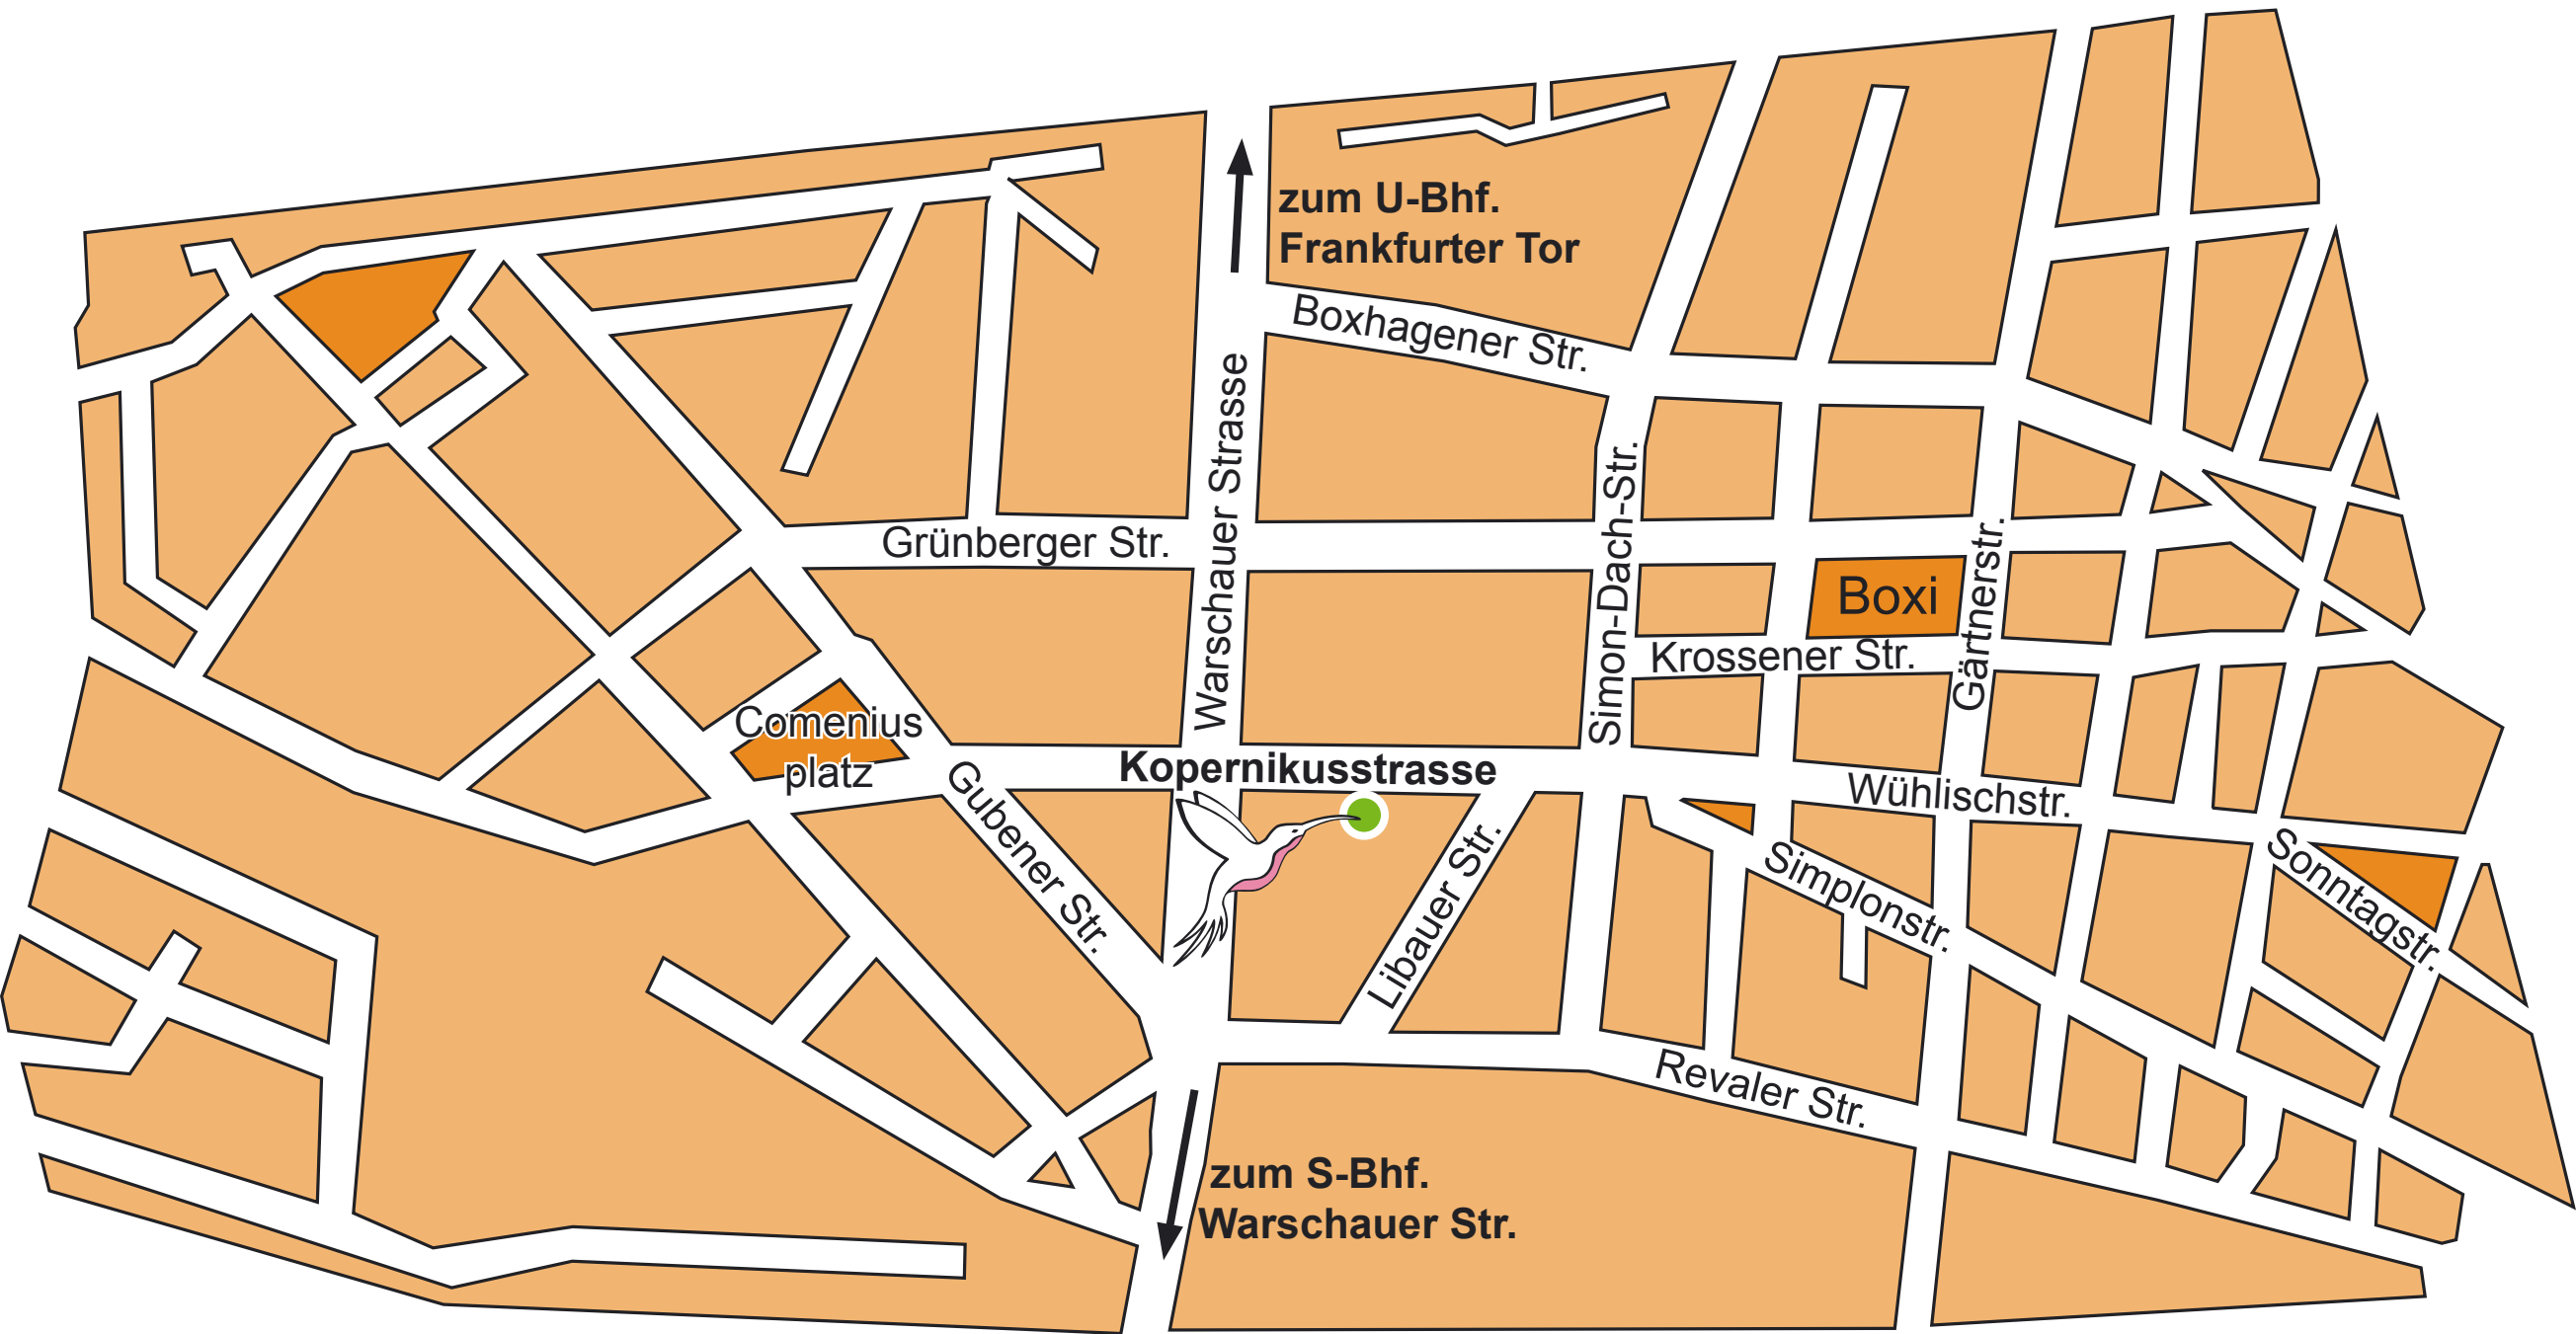 zum U-Bhf.
Frankfurter Tor
Boxhagener Str.
Warschauer Strasse
Simon-Dach-Str.
Grünberger Str.
Gärtnerstr.
Boxi
Krossener Str.
Comenius
platz
Kopernikusstrasse
Wühlischstr.
Gubener Str.
Libauer Str.
Simplonstr.
Sonntagstr.
Revaler Str.
zum S-Bhf.
Warschauer Str.